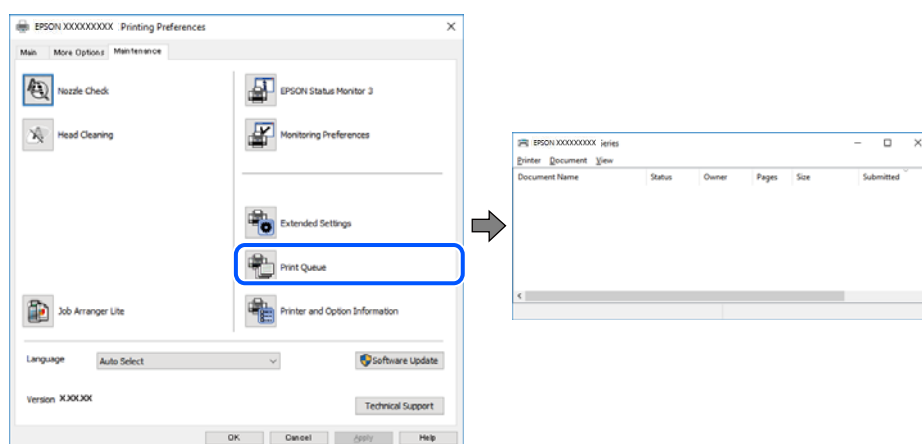 EPSON XXXXXXXXX Printing Preferences
Main More Options Maintenance
Nozzle Check
EPSON Status Monitor 3
Head Cleaning
Monitoring Preferences
Extended Settings
Print Queue
Job Arranger Lite
Printer and Option Information
Language Auto Select
Software Update
Version X.XX.XX
Technical Support
OK Cancel Apply Help
EPSON XXXXXXXXX series
Printer Document View
Document Name Status Owner Pages Size Submitted